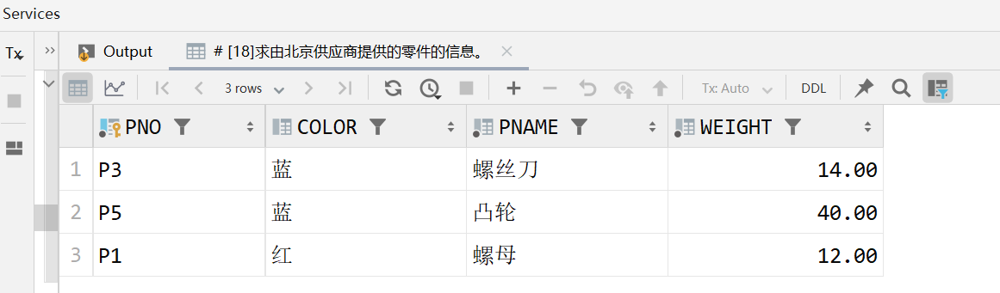 Services
Tx
Output
# [18]求由北京供应商提供的零件的信息。
3 rows
Tx: Auto
DDL
PNO COLOR PNAME WEIGHT
1 P3 蓝 螺丝刀 14.00
2 P5 蓝 凸轮 40.00
3 P1 红 螺母 12.00